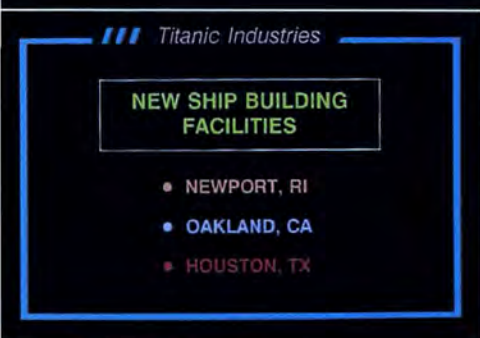 Titanic Industries
NEW SHIP BUILDING
FACILITIES
• NEWPORT, RI
• OAKLAND, CA
• HOUSTON, TX